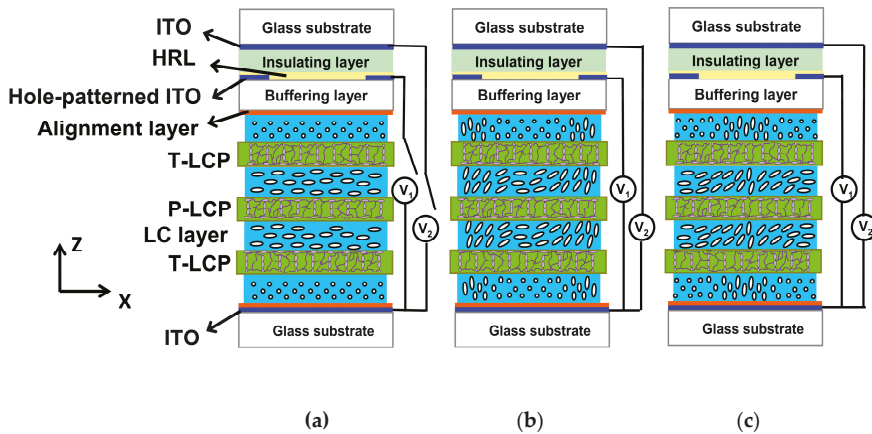 ITO
HRL
Hole-patterned ITO
Alignment layer
T-LCP
P-LCP
LC layer
T-LCP
ITO
Z
X
Glass substrate
Insulating layer
Buffering layer
V1
V2
Glass substrate
(a)
Glass substrate
Insulating layer
Buffering layer
V1
V2
Glass substrate
(b)
Glass substrate
Insulating layer
Buffering layer
V1
V2
Glass substrate
(c)